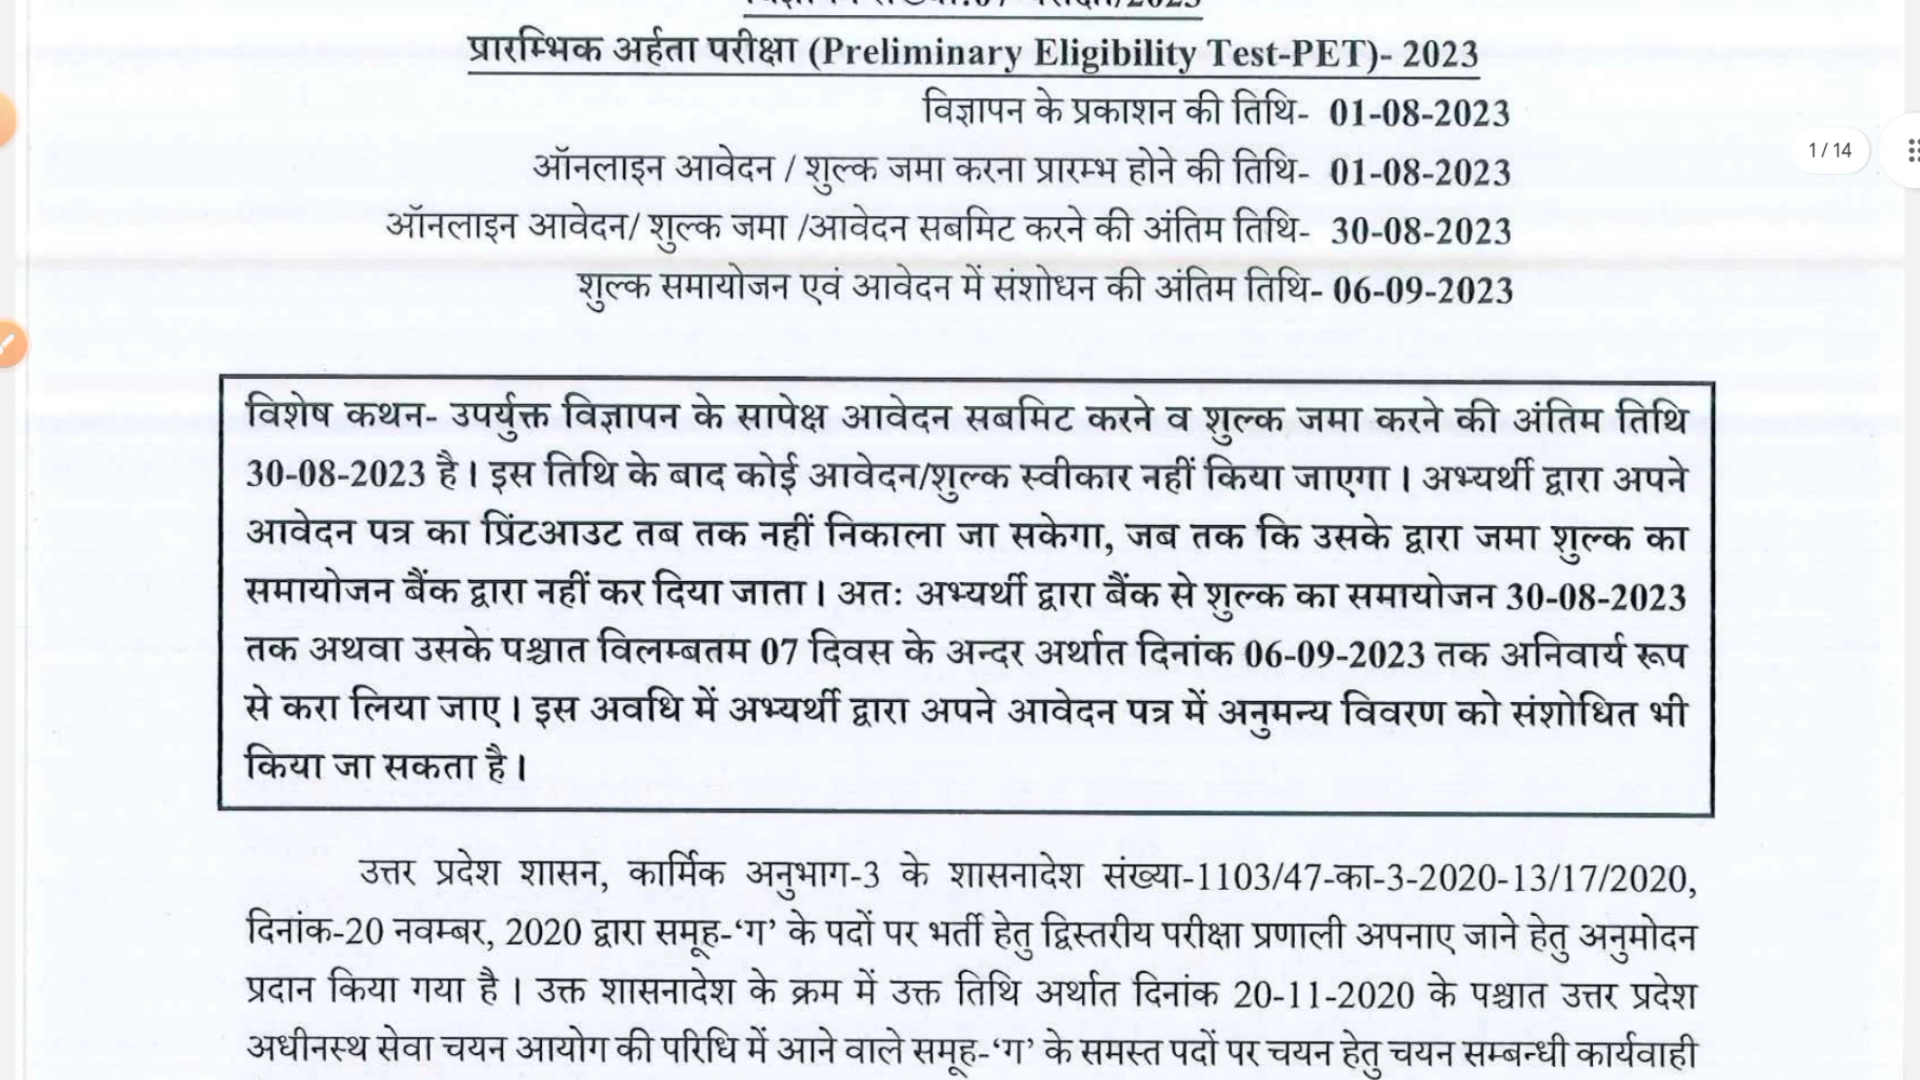 प्रारम्भिक अर्हता परीक्षा (Preliminary Eligibility Test-PET)- 2023
विज्ञापन के प्रकाशन की तिथि- 01-08-2023
ऑनलाइन आवेदन / शुल्क जमा करना प्रारम्भ होने की तिथि- 01-08-2023
1 / 14
ऑनलाइन आवेदन/ शुल्क जमा /आवेदन सबमिट करने की अंतिम तिथि- 30-08-2023
शुल्क समायोजन एवं आवेदन में संशोधन की अंतिम तिथि- 06-09-2023
विशेष कथन- उपर्युक्त विज्ञापन के सापेक्ष आवेदन सबमिट करने व शुल्क जमा करने की अंतिम तिथि
30-08-2023 है। इस तिथि के बाद कोई आवेदन/शुल्क स्वीकार नहीं किया जाएगा। अभ्यर्थी द्वारा अपने
आवेदन पत्र का प्रिंटआउट तब तक नहीं निकाला जा सकेगा, जब तक कि उसके द्वारा जमा शुल्क का
समायोजन बैंक द्वारा नहीं कर दिया जाता। अतः अभ्यर्थी द्वारा बैंक से शुल्क का समायोजन 30-08-2023
तक अथवा उसके पश्चात विलम्बतम 07 दिवस के अन्दर अर्थात दिनांक 06-09-2023 तक अनिवार्य रूप
से करा लिया जाए। इस अवधि में अभ्यर्थी द्वारा अपने आवेदन पत्र में अनुमन्य विवरण को संशोधित भी
किया जा सकता है।
उत्तर प्रदेश शासन, कार्मिक अनुभाग-3 के शासनादेश संख्या-1103/47-का-3-2020-13/17/2020,
दिनांक-20 नवम्बर, 2020 द्वारा समूह-‘ग’ के पदों पर भर्ती हेतु द्विस्तरीय परीक्षा प्रणाली अपनाए जाने हेतु अनुमोदन
प्रदान किया गया है। उक्त शासनादेश के क्रम में उक्त तिथि अर्थात दिनांक 20-11-2020 के पश्चात उत्तर प्रदेश
अधीनस्थ सेवा चयन आयोग की परिधि में आने वाले समूह-‘ग’ के समस्त पदों पर चयन हेतु चयन सम्बन्धी कार्यवाही